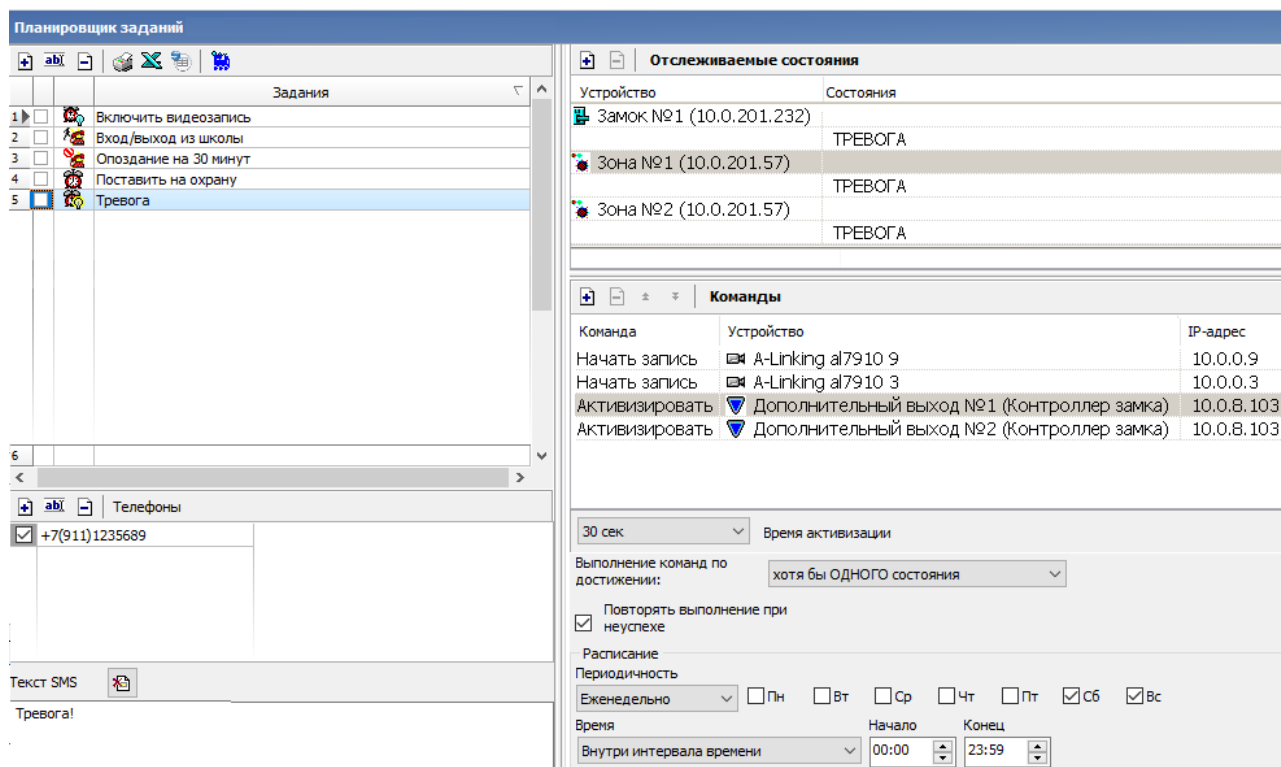 Планировщик заданий
Задания
1 Включить видеозапись
2 Вход/выход из школы
3 Опоздание на 30 минут
4 Поставить на охрану
5 Тревога
6
Телефоны
+7(911)1235689
Текст SMS
Тревога!
Отслеживаемые состояния
Устройство Состояния
Замок №1 (10.0.201.232)
ТРЕВОГА
Зона №1 (10.0.201.57)
ТРЕВОГА
Зона №2 (10.0.201.57)
ТРЕВОГА
Команды
Команда Устройство IP-адрес
Начать запись A-Linking al7910 9 10.0.0.9
Начать запись A-Linking al7910 3 10.0.0.3
Активизировать Дополнительный выход №1 (Контроллер замка) 10.0.8.103
Активизировать Дополнительный выход №2 (Контроллер замка) 10.0.8.103
30 сек Время активизации
Выполнение команд по
достижении:
хотя бы ОДНОГО состояния
Повторять выполнение при
неуспехе
Расписание
Периодичность
Еженедельно Пн Вт Ср Чт Пт Сб Вс
Время Начало Конец
Внутри интервала времени 00:00 23:59